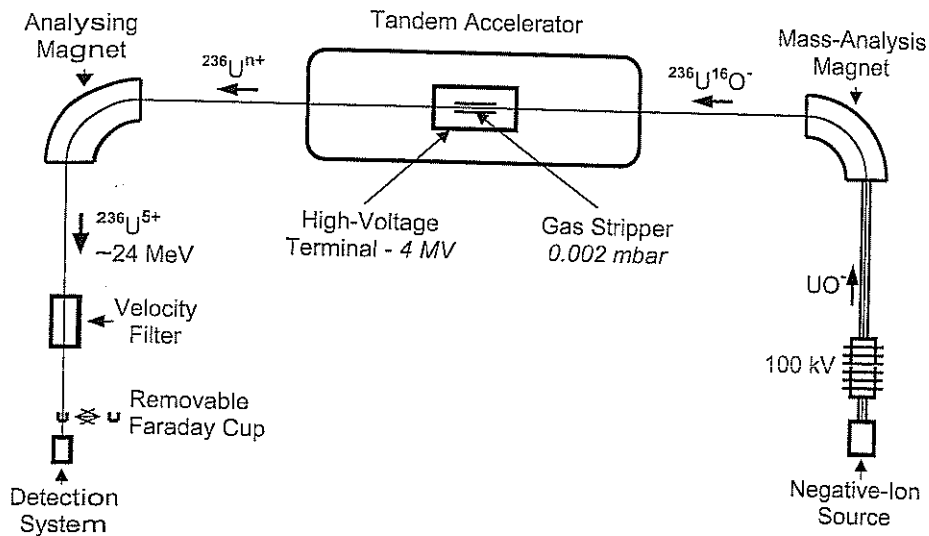 Tandem Accelerator
Analysing
Magnet
Mass-Analysis
Magnet
²³⁶Uⁿ⁺
²³⁶U¹⁶O⁻
High-Voltage
Terminal - 4 MV
Gas Stripper
0.002 mbar
²³⁶U⁵⁺
~24 MeV
UO⁻
Velocity
Filter
100 kV
Removable
Faraday Cup
Detection
System
Negative-Ion
Source